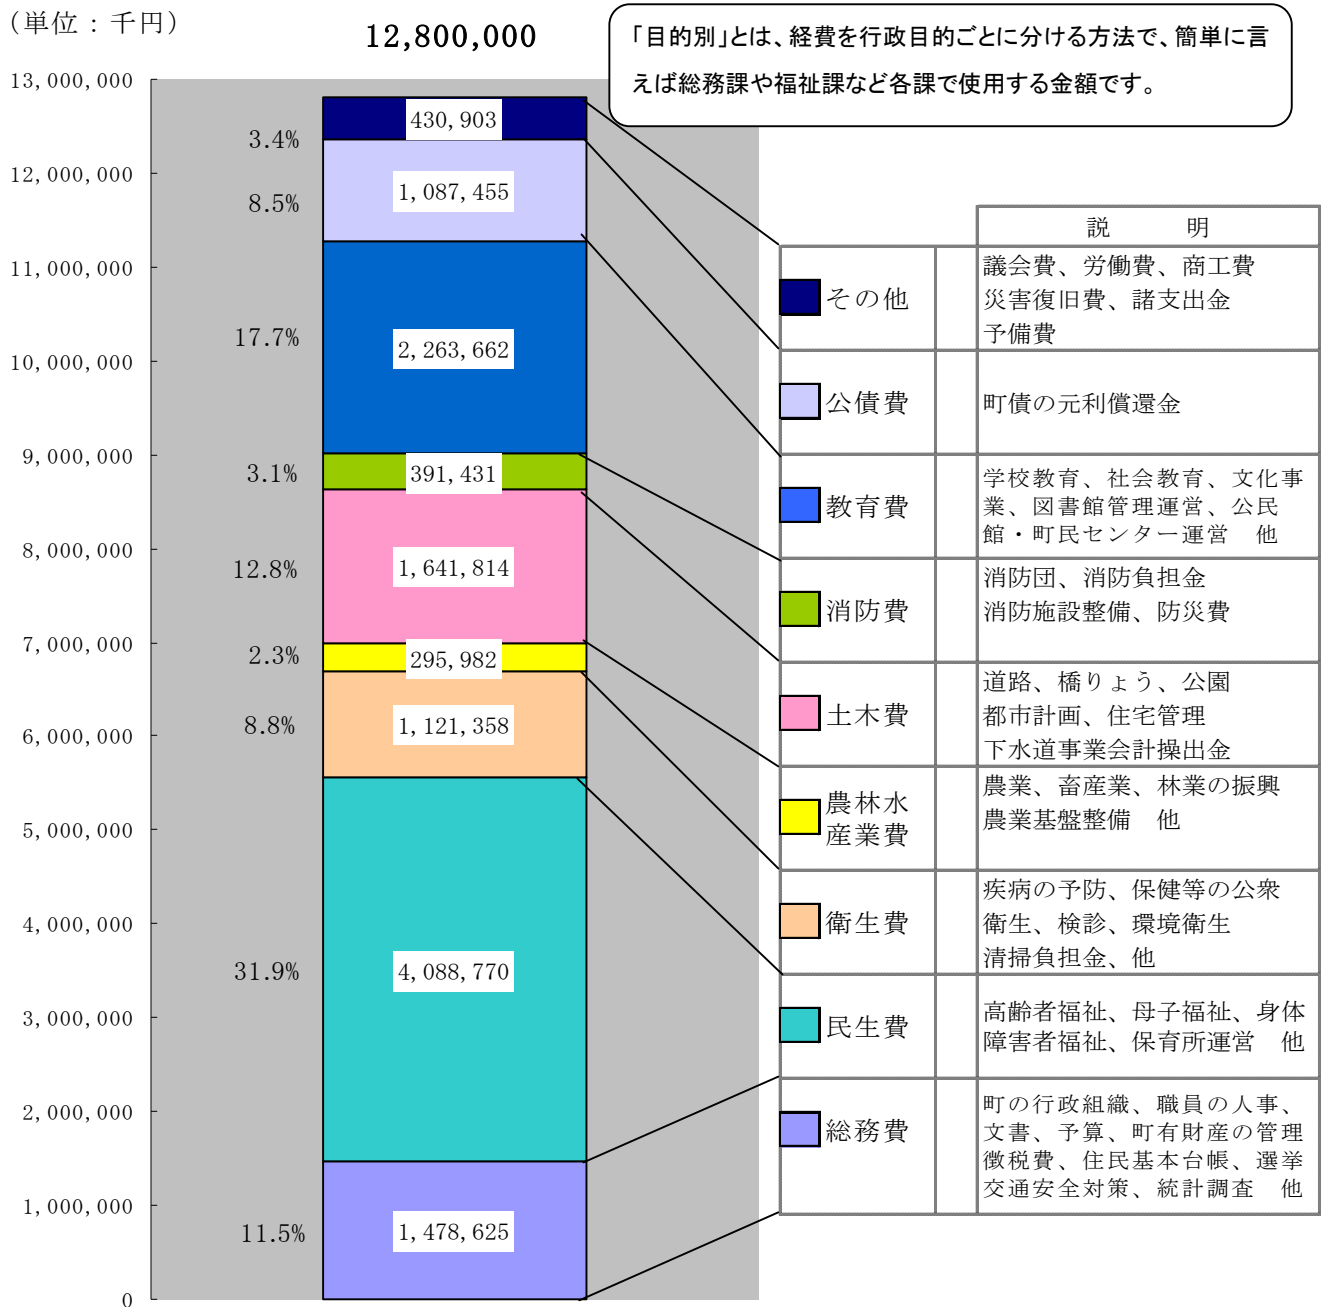 (単位：千円)
12,800,000
「目的別」とは、経費を行政目的ごとに分ける方法で、簡単に言
えば総務課や福祉課など各課で使用する金額です。
13,000,000
12,000,000
11,000,000
10,000,000
9,000,000
8,000,000
7,000,000
6,000,000
5,000,000
4,000,000
3,000,000
2,000,000
1,000,000
0
3.4%
8.5%
17.7%
3.1%
12.8%
2.3%
8.8%
31.9%
11.5%
430,903
1,087,455
2,263,662
391,431
1,641,814
295,982
1,121,358
4,088,770
1,478,625
説　明
その他
議会費、労働費、商工費
災害復旧費、諸支出金
予備費
公債費
町債の元利償還金
教育費
学校教育、社会教育、文化事
業、図書館管理運営、公民
館・町民センター運営　他
消防費
消防団、消防負担金
消防施設整備、防災費
土木費
道路、橋りょう、公園
都市計画、住宅管理
下水道事業会計操出金
農林水
産業費
農業、畜産業、林業の振興
農業基盤整備　他
衛生費
疾病の予防、保健等の公衆
衛生、検診、環境衛生
清掃負担金、他
民生費
高齢者福祉、母子福祉、身体
障害者福祉、保育所運営　他
総務費
町の行政組織、職員の人事、
文書、予算、町有財産の管理
徴税費、住民基本台帳、選挙
交通安全対策、統計調査　他